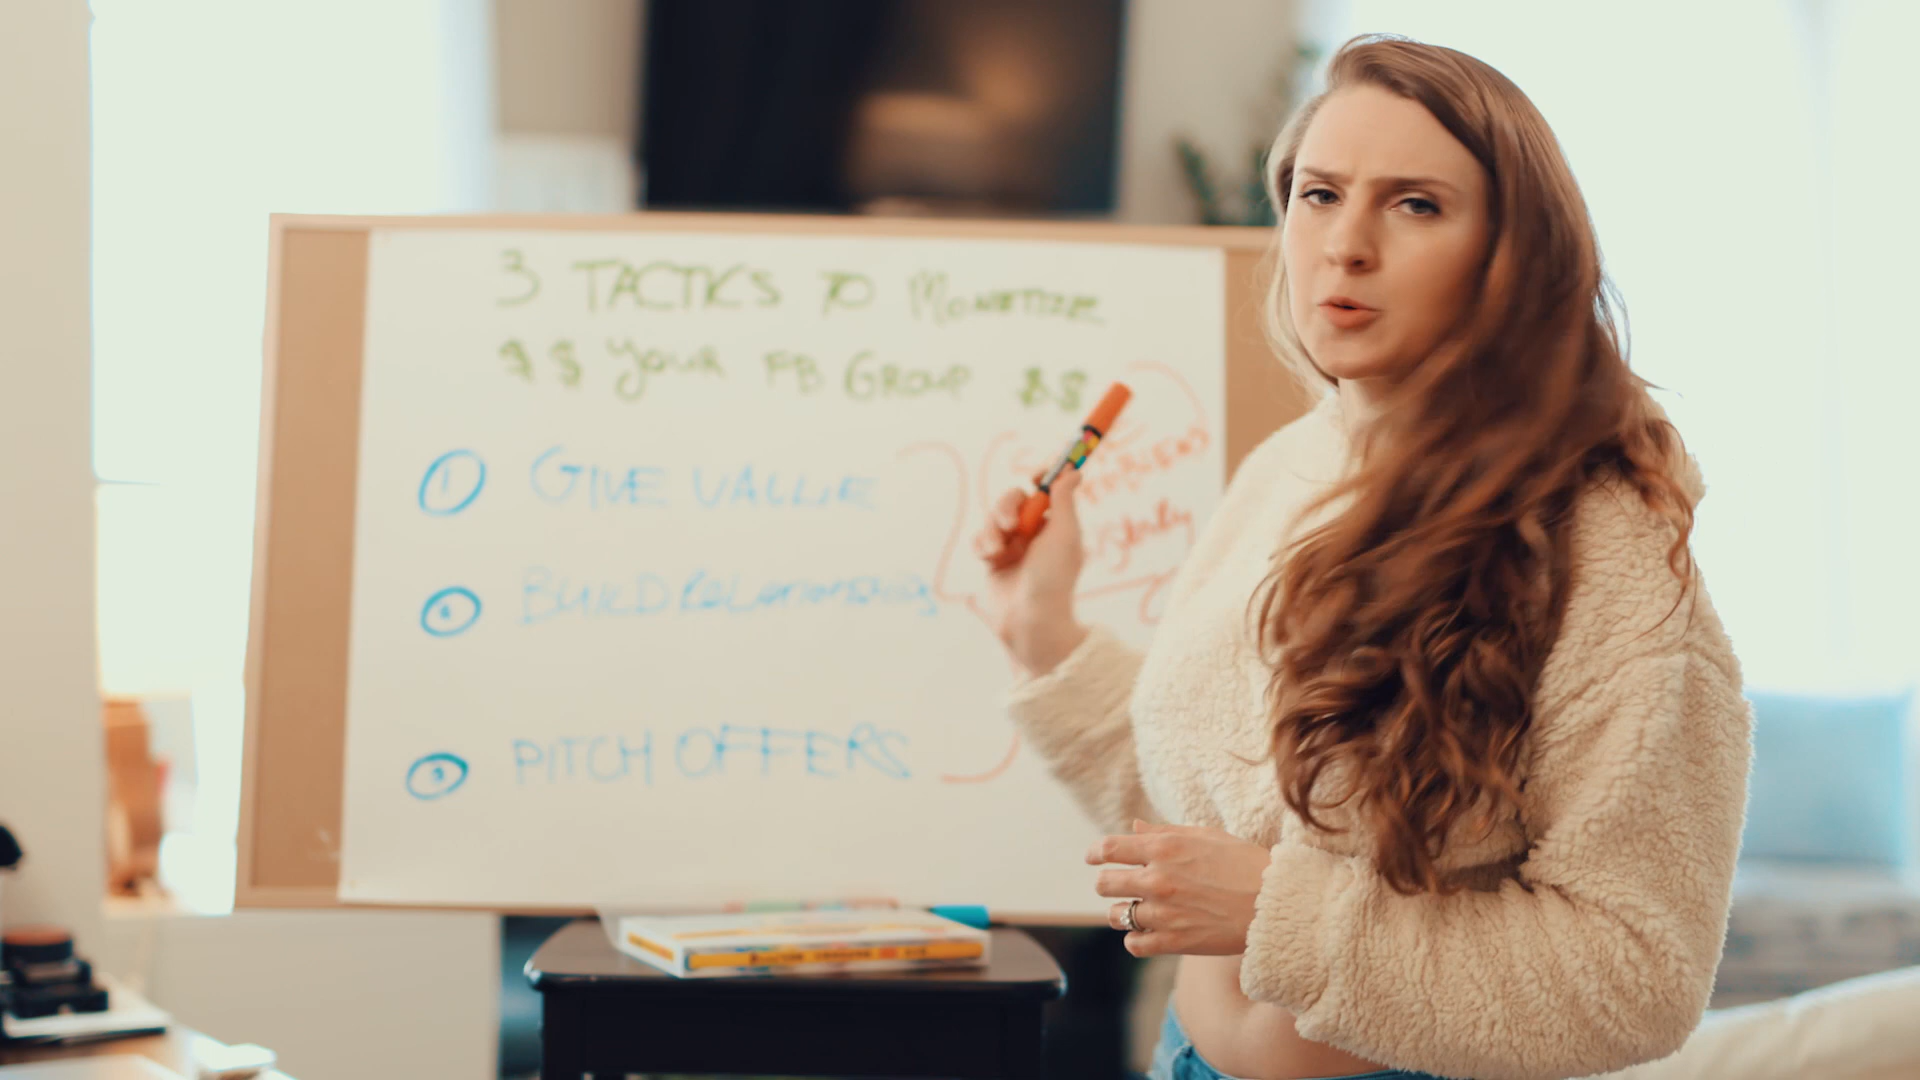 3 TACTICS TO MONETIZE
$ $ Your FB GROUP $ $
1 GIVE VALUE
2 BUILD RELATIONSHIPS
3 PITCH OFFERS